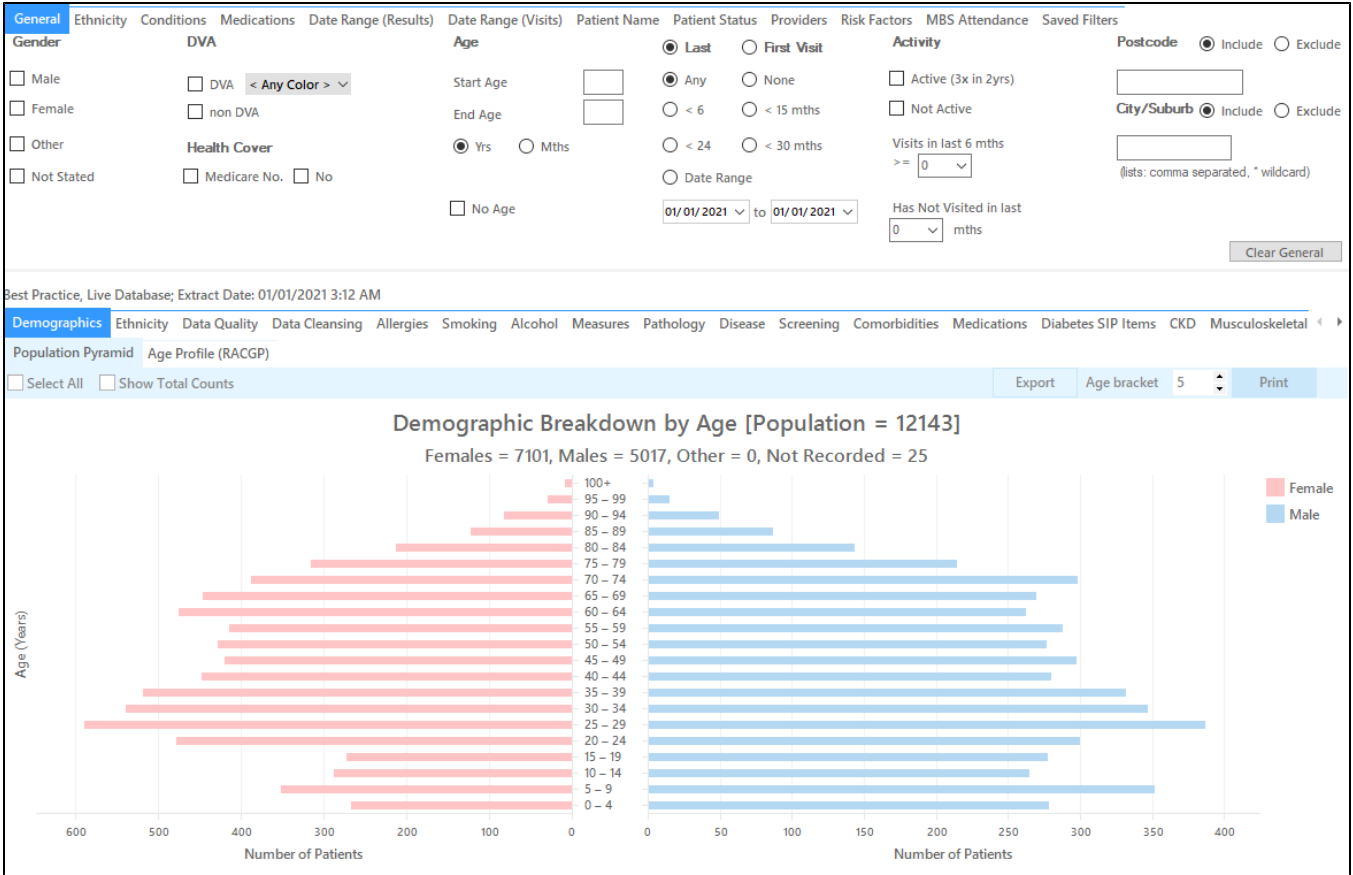 General Ethnicity Conditions Medications Date Range (Results) Date Range (Visits) Patient Name Patient Status Providers Risk Factors MBS Attendance Saved Filters
Gender DVA Age Last First Visit Activity Postcode Include Exclude
Male DVA < Any Color > Start Age Any None Active (3x in 2yrs)
Female non DVA End Age < 6 < 15 mths Not Active City/Suburb Include Exclude
Other Health Cover Yrs Mths < 24 < 30 mths Visits in last 6 mths
>= 0
Not Stated Medicare No. No Date Range (lists: comma separated, * wildcard)
No Age 01/01/2021 to 01/01/2021 Has Not Visited in last
0 mths
Clear General
Best Practice, Live Database; Extract Date: 01/01/2021 3:12 AM
Demographics Ethnicity Data Quality Data Cleansing Allergies Smoking Alcohol Measures Pathology Disease Screening Comorbidities Medications Diabetes SIP Items CKD Musculoskeletal
Population Pyramid Age Profile (RACGP)
Select All Show Total Counts Export Age bracket 5 Print
Demographic Breakdown by Age [Population = 12143]
Females = 7101, Males = 5017, Other = 0, Not Recorded = 25
Female
Male
Age (Years)
100+
95 – 99
90 – 94
85 – 89
80 – 84
75 – 79
70 – 74
65 – 69
60 – 64
55 – 59
50 – 54
45 – 49
40 – 44
35 – 39
30 – 34
25 – 29
20 – 24
15 – 19
10 – 14
5 – 9
0 – 4
600 500 400 300 200 100 0 0 50 100 150 200 250 300 350 400
Number of Patients Number of Patients